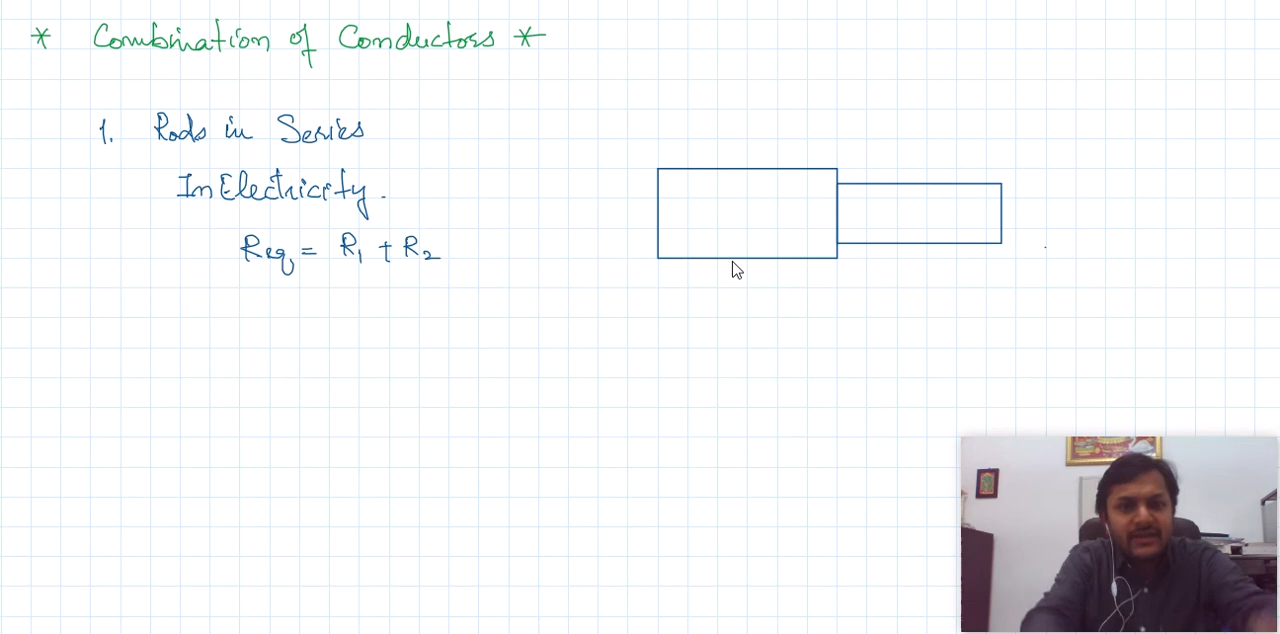 * Combination of Conductors *
1. Rods in Series
In Electricity.
Req = R1 + R2